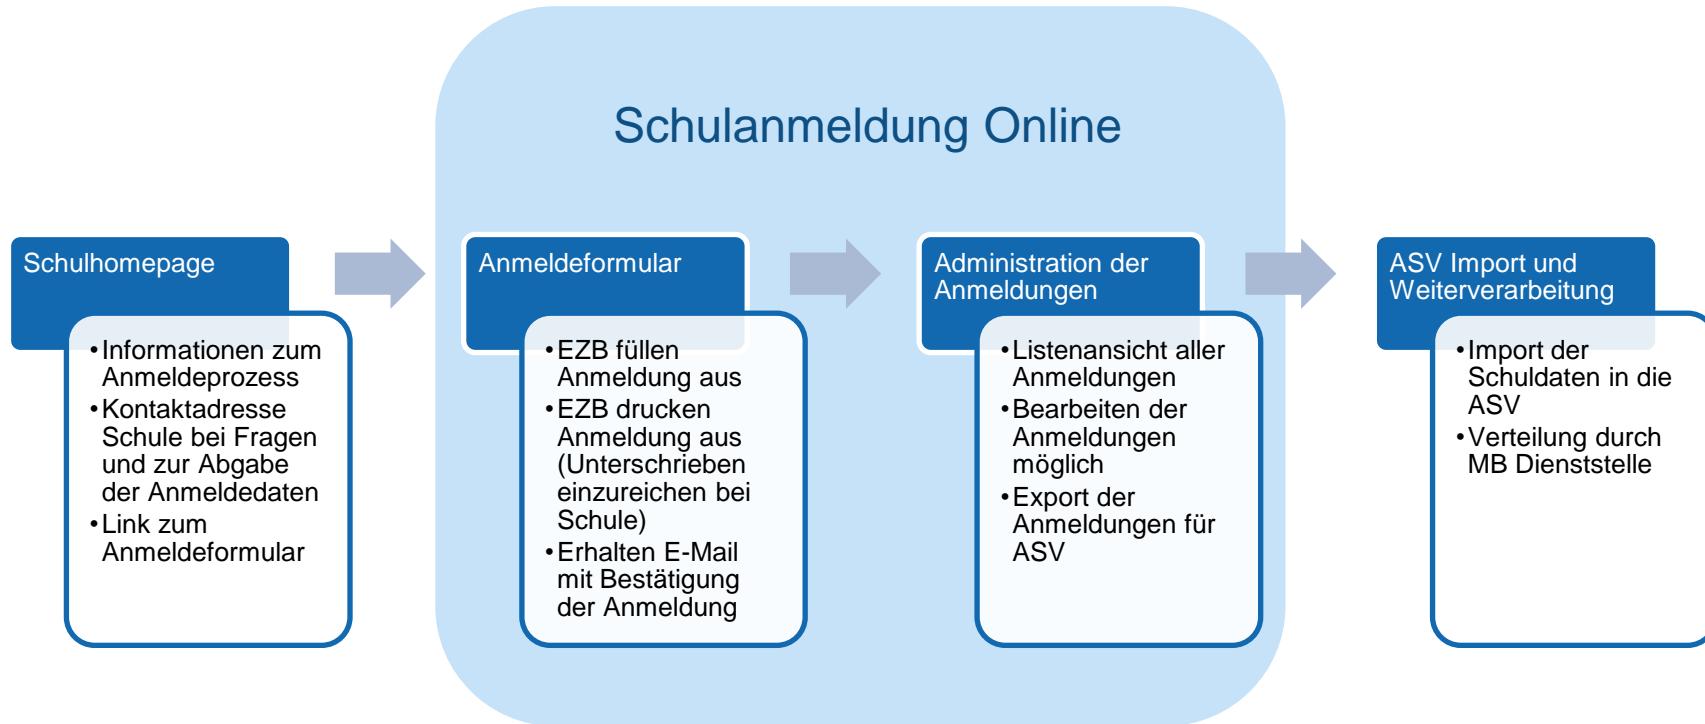 Schulanmeldung Online
Schulhomepage
•Informationen zum
Anmeldeprozess
•Kontaktadresse
Schule bei Fragen
und zur Abgabe
der Anmeldedaten
•Link zum
Anmeldeformular
Anmeldeformular
•EZB füllen
Anmeldung aus
•EZB drucken
Anmeldung aus
(Unterschrieben
einzureichen bei
Schule)
•Erhalten E-Mail
mit Bestätigung
der Anmeldung
Administration der
Anmeldungen
•Listenansicht aller
Anmeldungen
•Bearbeiten der
Anmeldungen
möglich
•Export der
Anmeldungen für
ASV
ASV Import und
Weiterverarbeitung
•Import der
Schuldaten in die
ASV
•Verteilung durch
MB Dienststelle